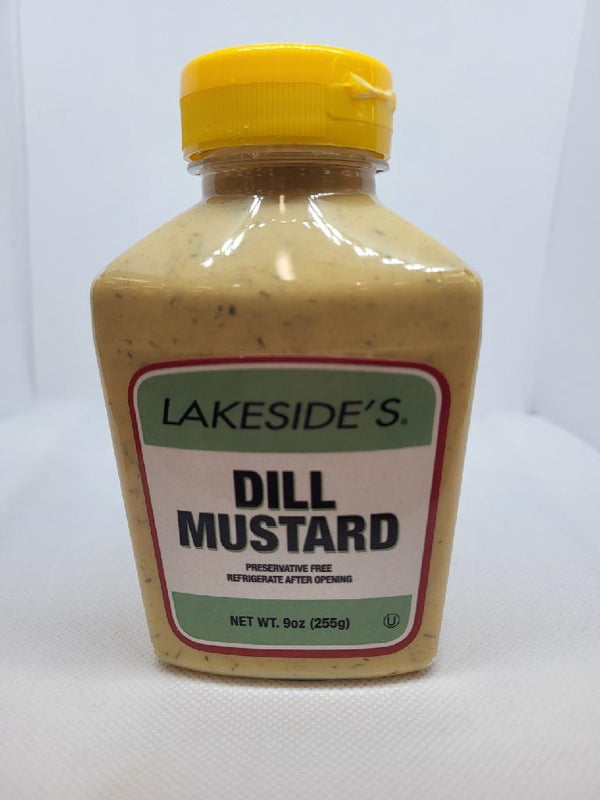 LAKESIDE'S®
DILL
MUSTARD
PRESERVATIVE FREE
REFRIGERATE AFTER OPENING
NET WT. 9oz (255g)
Ⓤ